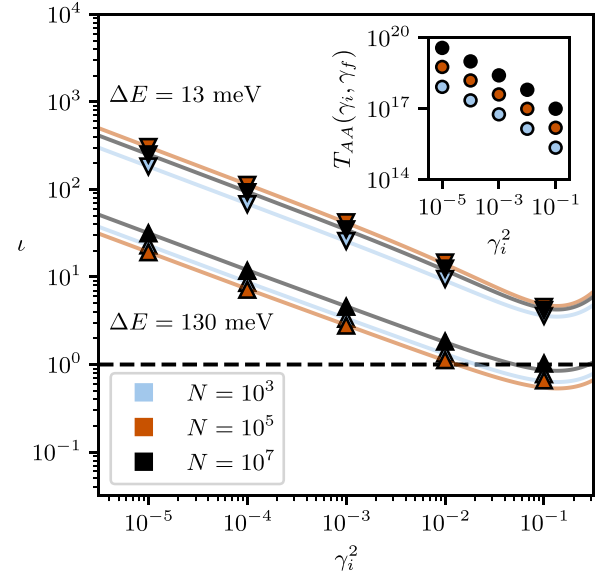 10^4
10^3
10^2
10^1
10^0
10^{-1}
ι
ΔE = 13 meV
ΔE = 130 meV
N = 10^3
N = 10^5
N = 10^7
10^{-5} 10^{-4} 10^{-3} 10^{-2} 10^{-1}
γ_i^2
T_{AA}(γ_i, γ_f)
10^{20}
10^{17}
10^{14}
10^{-5} 10^{-3} 10^{-1}
γ_i^2